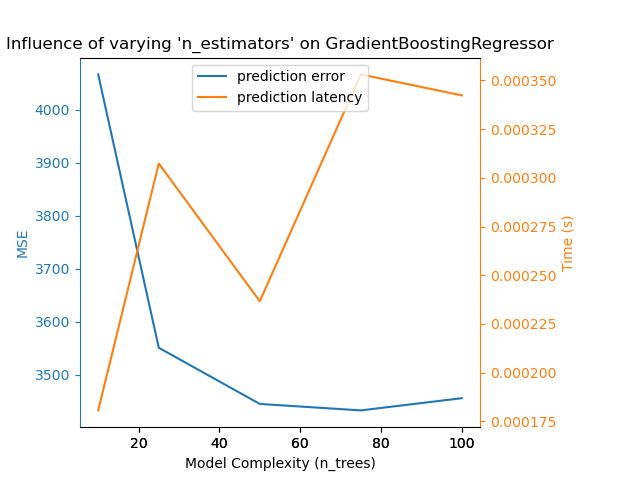 Influence of varying 'n_estimators' on GradientBoostingRegressor
prediction error
prediction latency
MSE
4000
3900
3800
3700
3600
3500
0.000350
0.000325
0.000300
0.000275
0.000250
0.000225
0.000200
0.000175
Time (s)
20 40 60 80 100
Model Complexity (n_trees)